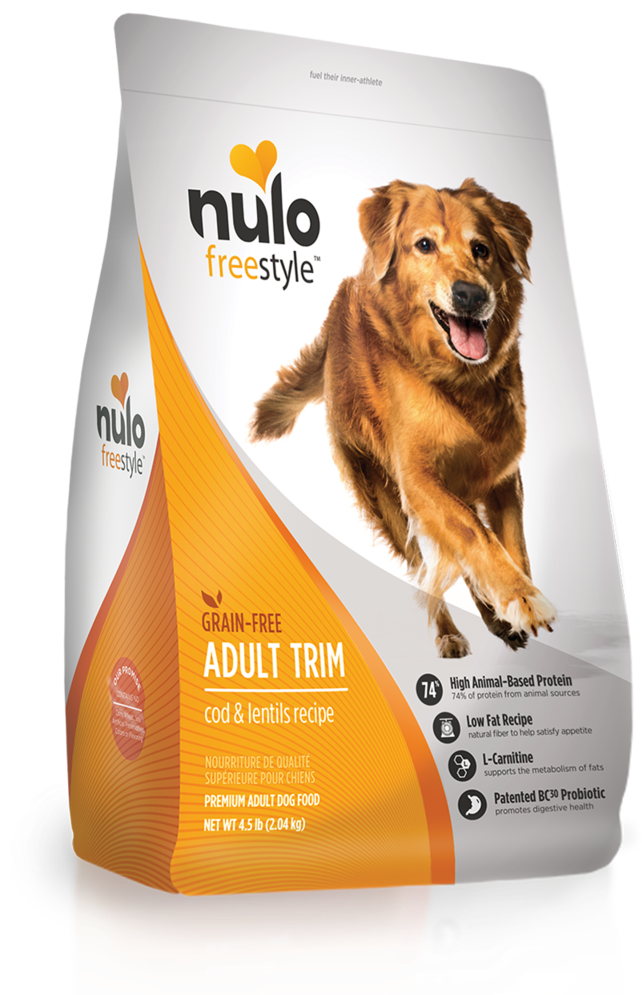 fuel their inner-athlete
nulo
freestyle™
nulo
freestyle™
GRAIN-FREE
ADULT TRIM
cod & lentils recipe
NOURRITURE DE QUALITÉ
SUPÉRIEURE POUR CHIENS
PREMIUM ADULT DOG FOOD
NET WT 4.5 lb (2.04 kg)
OUR PROMISE
74%
High Animal-Based Protein
74% of protein from animal sources
Low Fat Recipe
natural fiber to help satisfy appetite
L-Carnitine
supports the metabolism of fats
Patented BC30 Probiotic
promotes digestive health